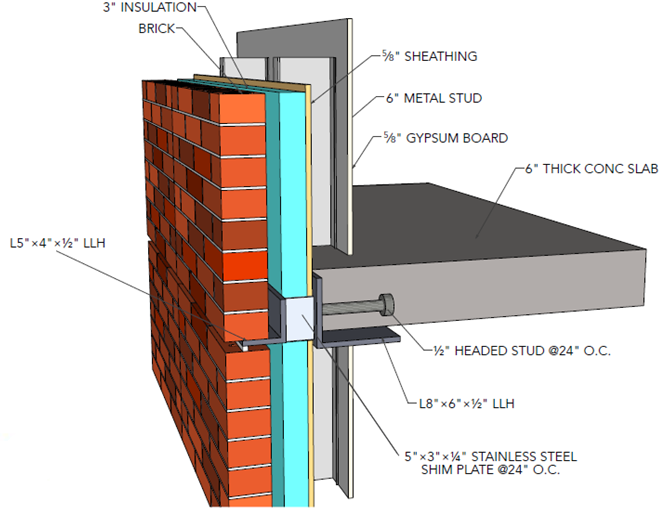 3" INSULATION
BRICK
⅝" SHEATHING
6" METAL STUD
⅝" GYPSUM BOARD
6" THICK CONC SLAB
L5"×4"×½" LLH
½" HEADED STUD @24" O.C.
L8"×6"×½" LLH
5"×3"×¼" STAINLESS STEEL
SHIM PLATE @24" O.C.